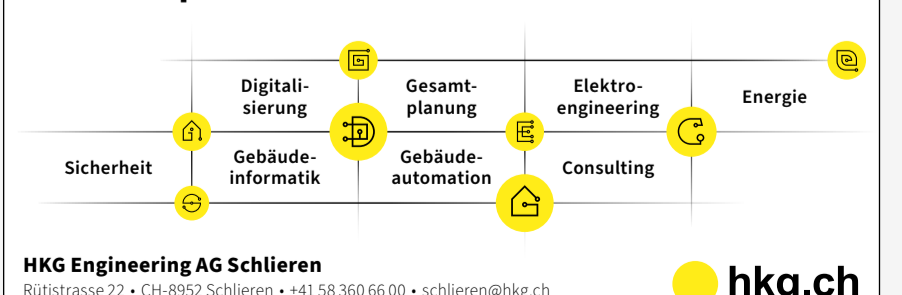 Digitali-
sierung
Gesamt-
planung
Elektro-
engineering
Energie
Sicherheit
Gebäude-
informatik
Gebäude-
automation
Consulting
HKG Engineering AG Schlieren
Rütistrasse 22 • CH-8952 Schlieren • +41 58 360 66 00 • schlieren@hkg.ch
hkg.ch